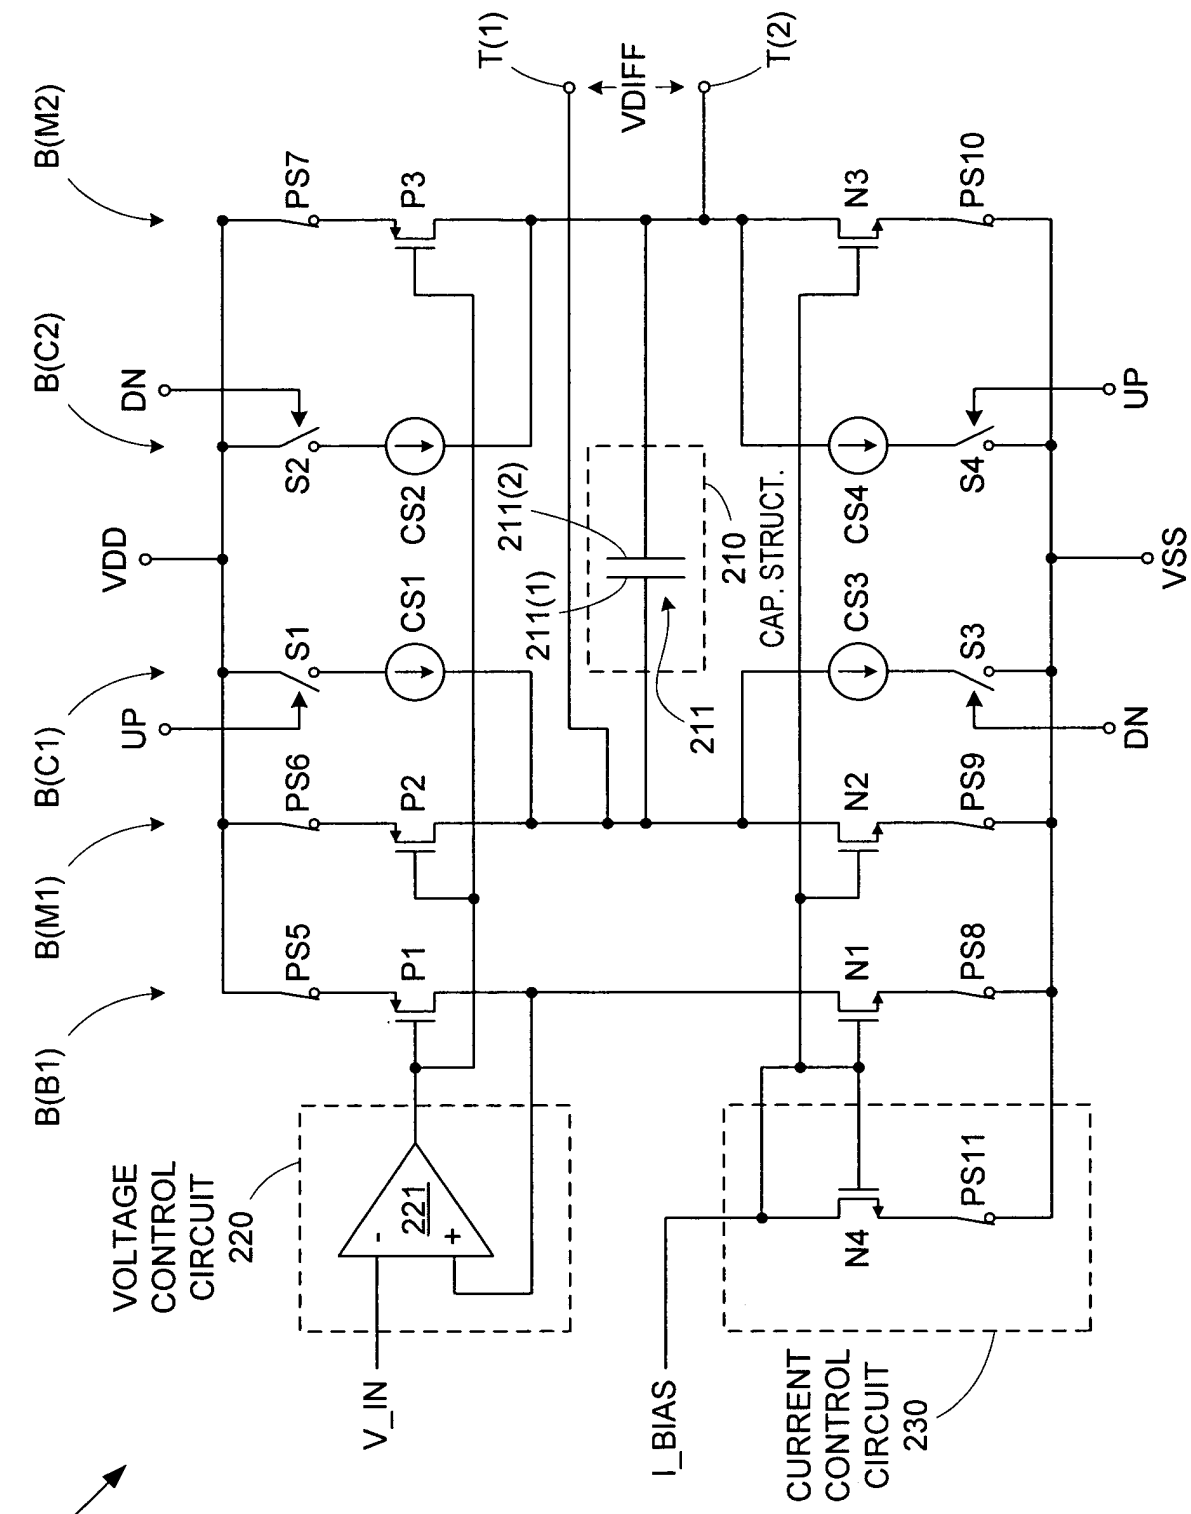 B(B1)
B(M1)
B(C1)
B(C2)
B(M2)
VDD
UP
DN
PS5
PS6
S1
S2
PS7
P1
P2
CS1
CS2
P3
VOLTAGE
CONTROL
CIRCUIT
220
221
-
+
V_IN
T(1)
VDIFF
T(2)
211(1)
211(2)
211
210
CAP. STRUCT.
I_BIAS
CURRENT
CONTROL
CIRCUIT
230
N4
N1
N2
CS3
CS4
N3
PS11
PS8
PS9
S3
S4
PS10
DN
UP
VSS